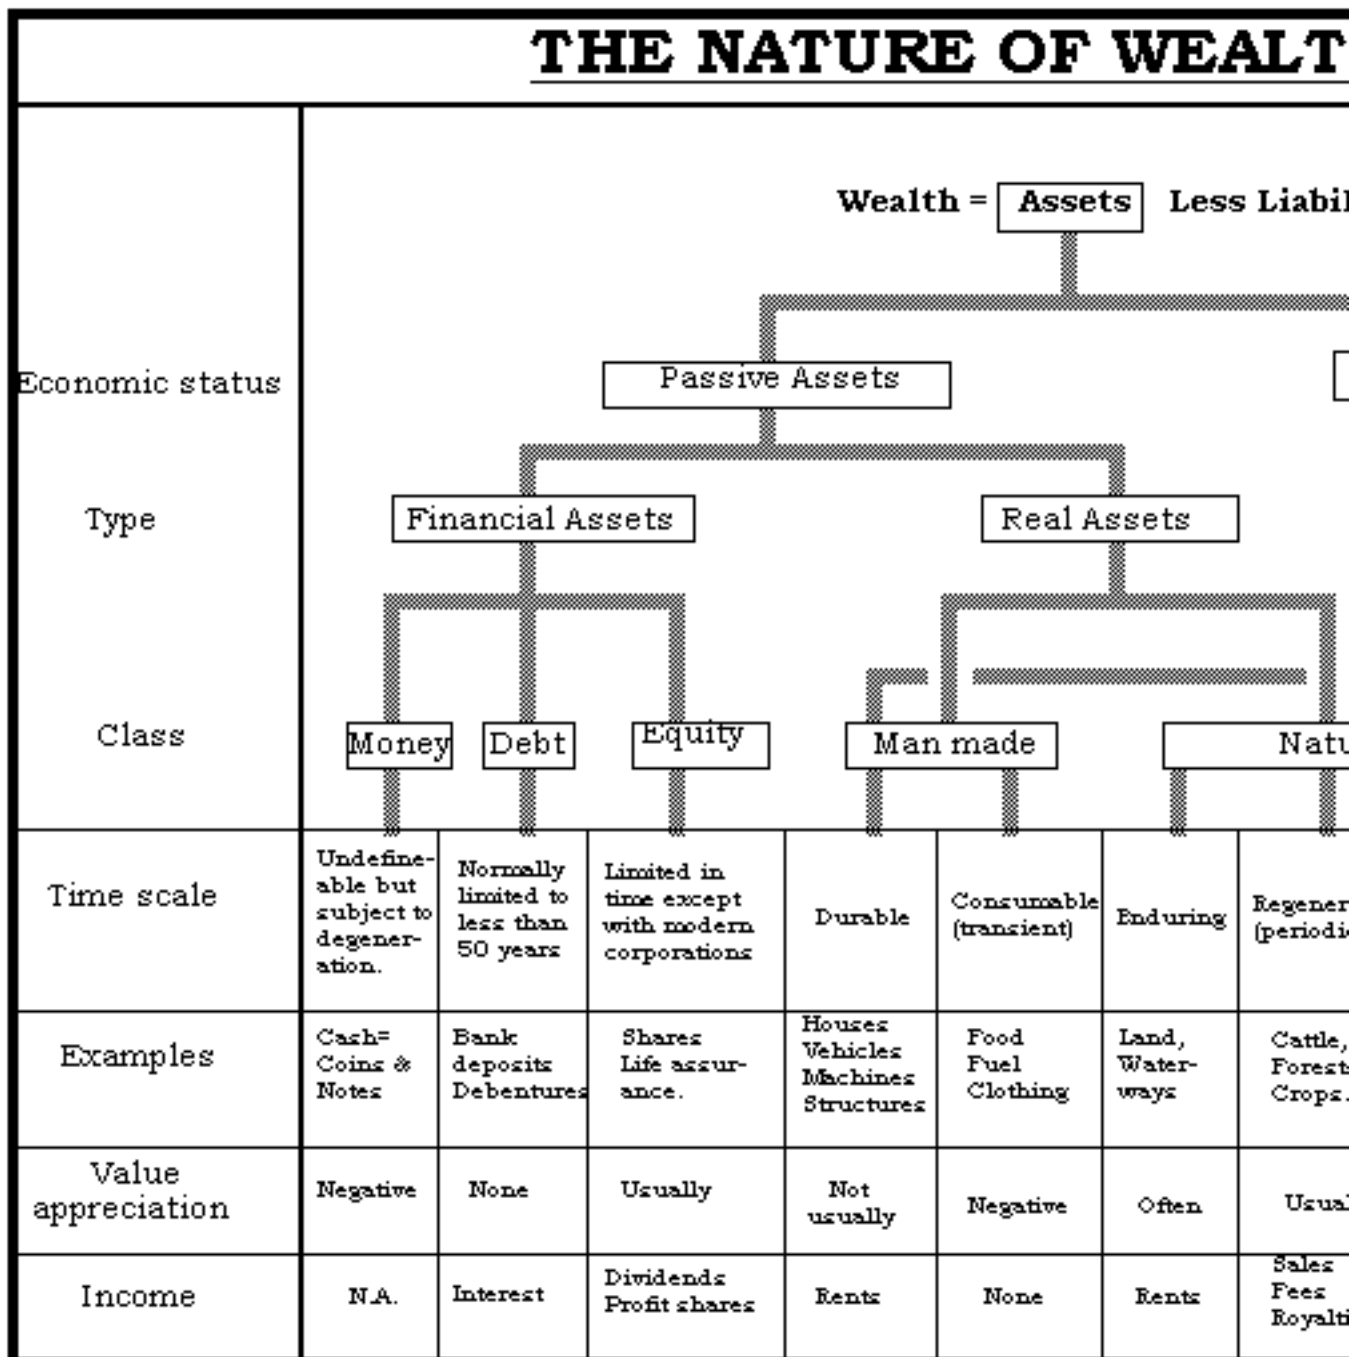 THE NATURE OF WEALT
Wealth = Assets Less Liabil
Economic status
Passive Assets
Type
Financial Assets
Real Assets
Class
Money
Debt
Equity
Man made
Natu
Time scale
Undefine-
able but
subject to
degener-
ation.
Normally
limited to
less than
50 years
Limited in
time except
with modern
corporations
Durable
Consumable
(transient)
Enduring
Regener
(periodic
Examples
Cash=
Coins &
Notes
Bank
deposits
Debentures
Shares
Life assur-
ance.
Houses
Vehicles
Machines
Structures
Food
Fuel
Clothing
Land,
Water-
ways
Cattle,
Forests
Crops.
Value
appreciation
Negative
None
Usually
Not
usually
Negative
Often
Usual
Income
N.A.
Interest
Dividends
Profit shares
Rents
None
Rents
Sales
Fees
Royalti